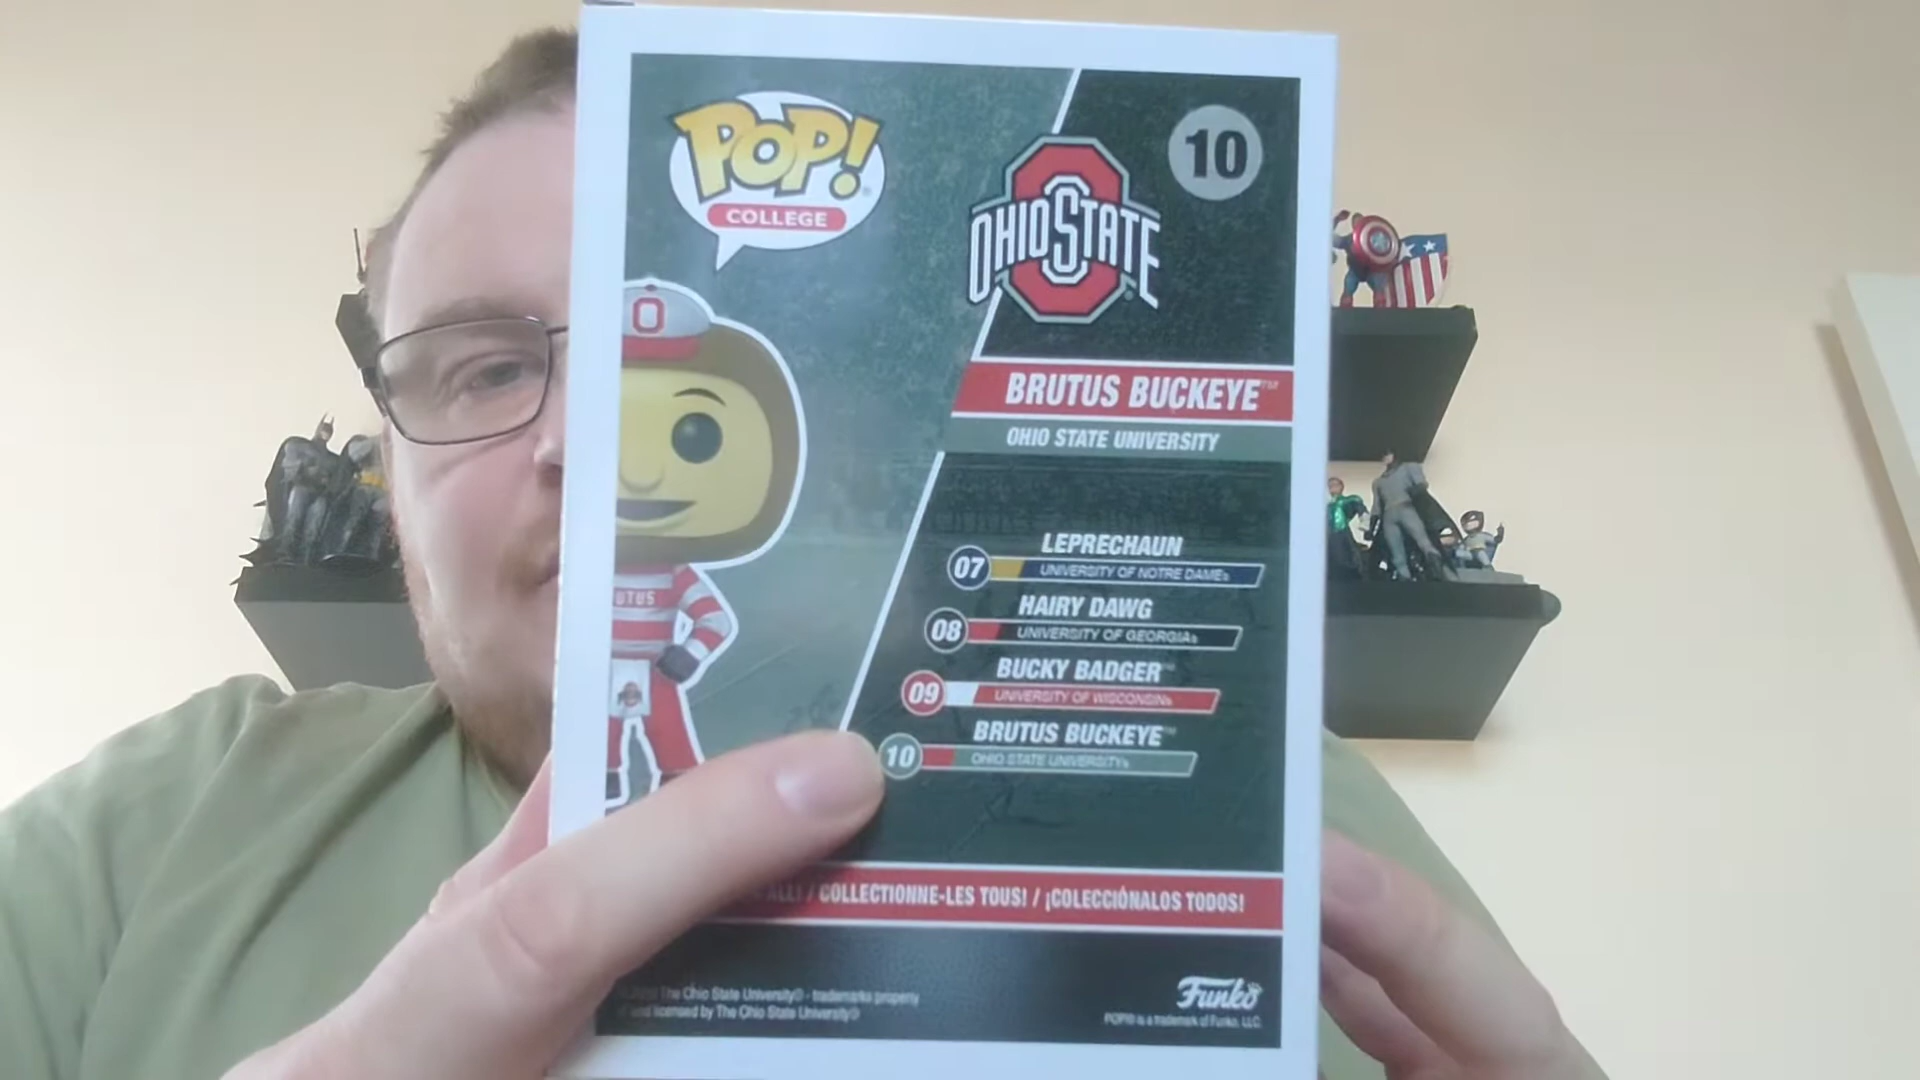 POP!
COLLEGE
10
OHIO STATE
BRUTUS BUCKEYE™
OHIO STATE UNIVERSITY
O
UTUS
LEPRECHAUN
07 UNIVERSITY OF NOTRE DAME®
HAIRY DAWG
08 UNIVERSITY OF GEORGIA®
BUCKY BADGER™
09 UNIVERSITY OF WISCONSIN®
BRUTUS BUCKEYE™
10 OHIO STATE UNIVERSITY®
ALL! / COLLECTIONNE-LES TOUS! / ¡COLECCIÓNALOS TODOS!
The Ohio State University® - trademarks property
and licensed by The Ohio State University®
Funko
POP!® is a trademark of Funko, LLC.